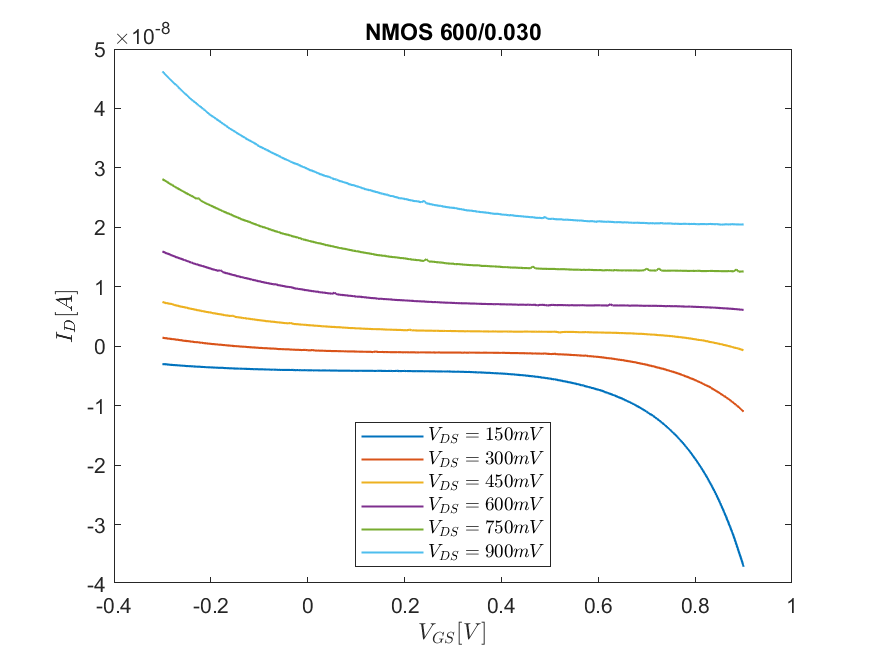 NMOS 600/0.030
×10⁻⁸
5
4
3
2
1
0
-1
-2
-3
-4
I_D[A]
V_DS = 150mV
V_DS = 300mV
V_DS = 450mV
V_DS = 600mV
V_DS = 750mV
V_DS = 900mV
-0.4 -0.2 0 0.2 0.4 0.6 0.8 1
V_GS[V]